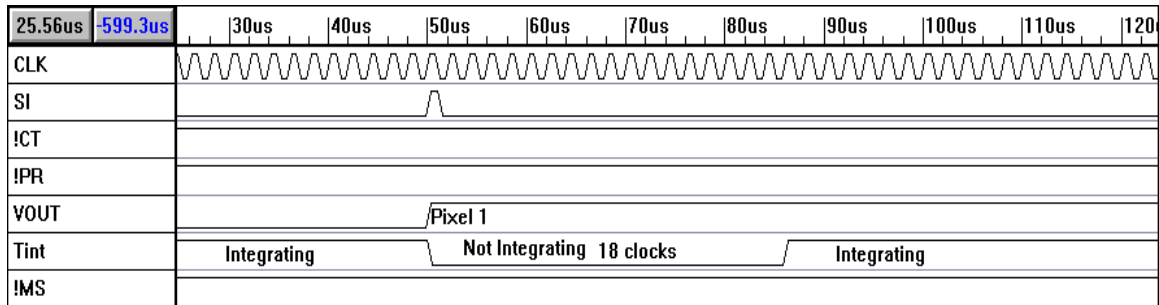 25.56us -599.3us 30us 40us 50us 60us 70us 80us 90us 100us 110us 120
CLK
SI
!CT
!PR
VOUT Pixel 1
Tint Integrating Not Integrating 18 clocks Integrating
!MS